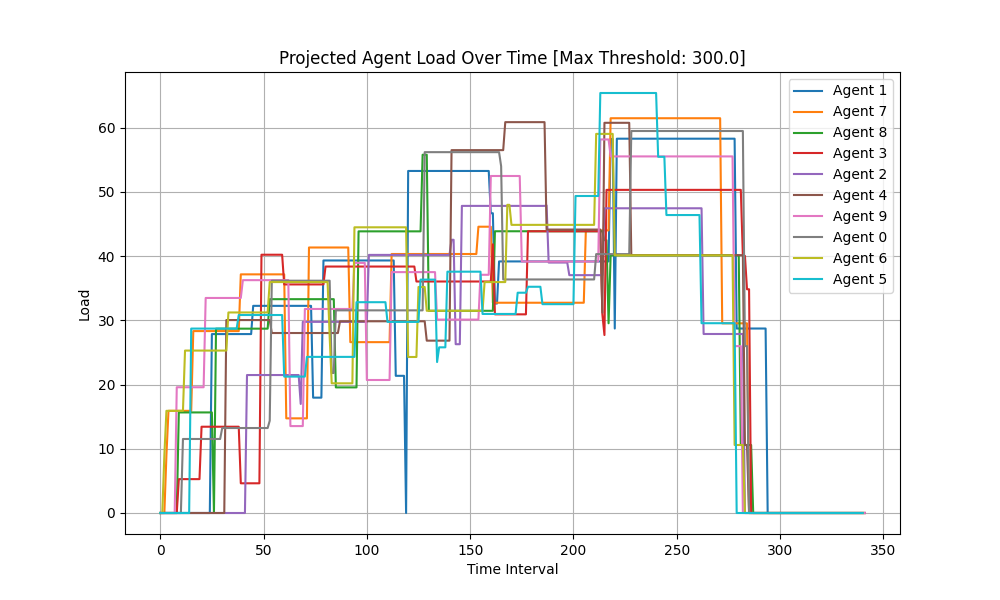 Projected Agent Load Over Time [Max Threshold: 300.0]
Load
60
50
40
30
20
10
0
0 50 100 150 200 250 300 350
Time Interval
Agent 1
Agent 7
Agent 8
Agent 3
Agent 2
Agent 4
Agent 9
Agent 0
Agent 6
Agent 5